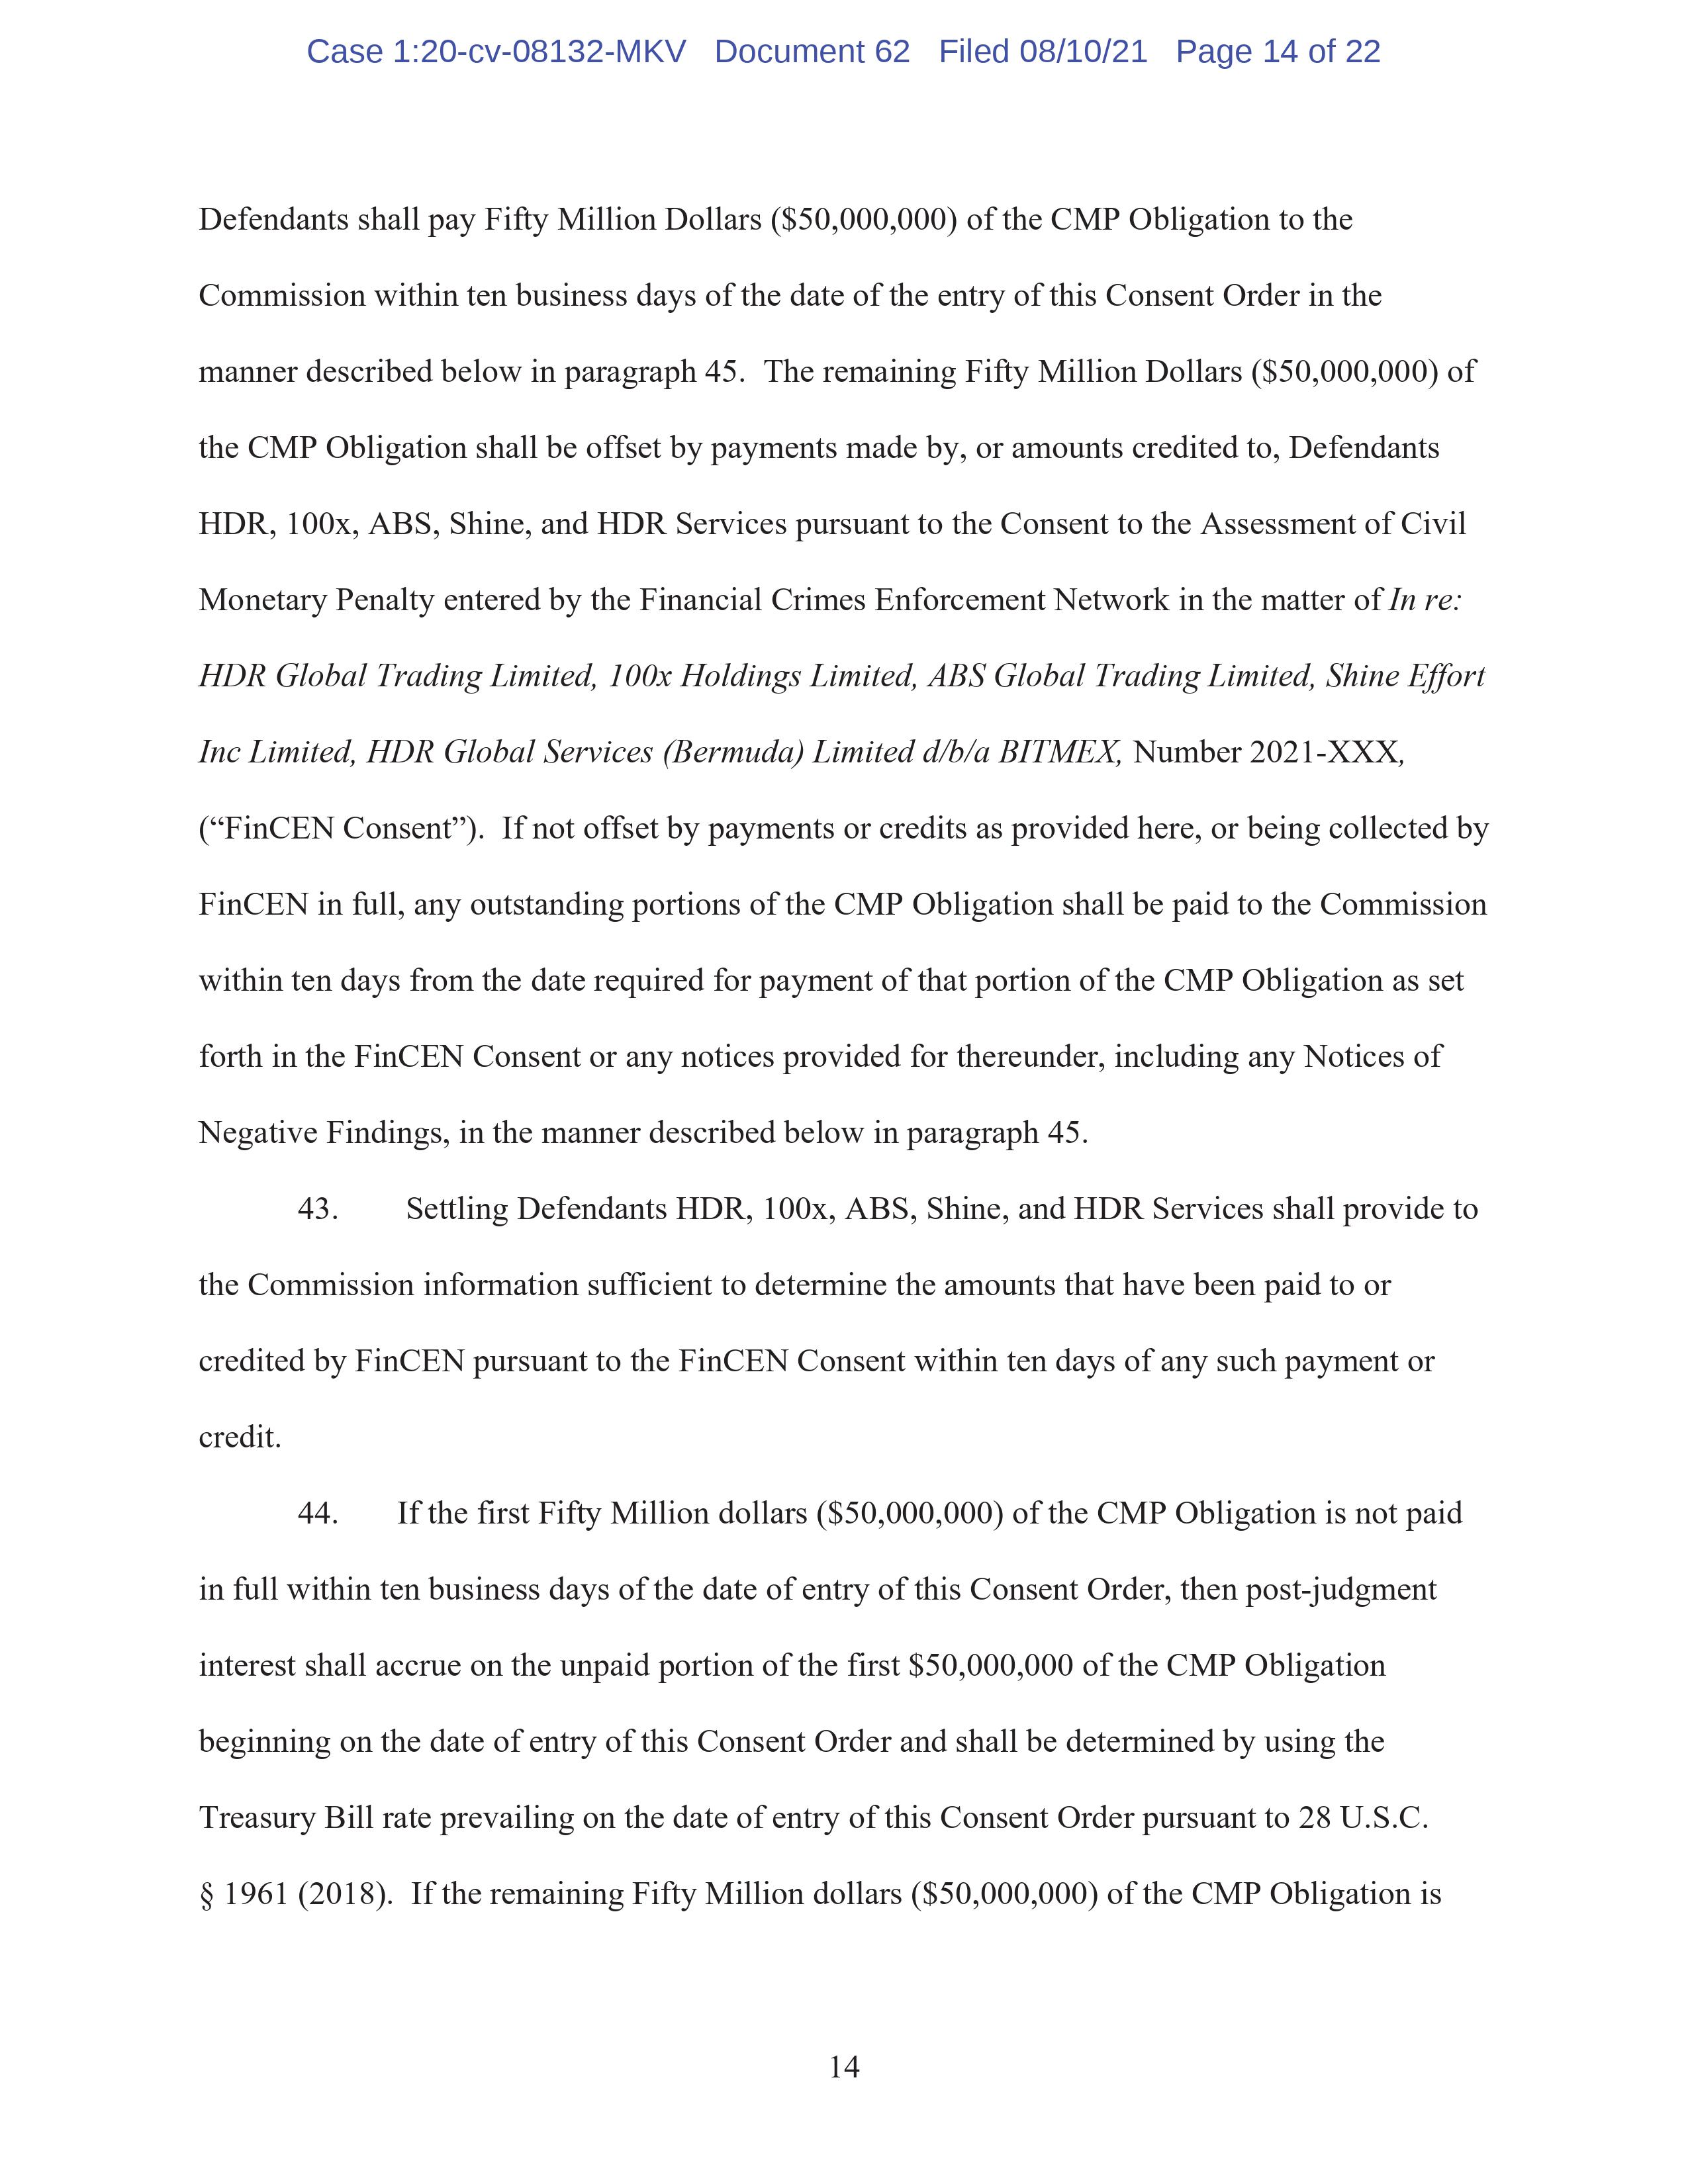 Case 1:20-cv-08132-MKV Document 62 Filed 08/10/21 Page 14 of 22
Defendants shall pay Fifty Million Dollars ($50,000,000) of the CMP Obligation to the
Commission within ten business days of the date of the entry of this Consent Order in the
manner described below in paragraph 45. The remaining Fifty Million Dollars ($50,000,000) of
the CMP Obligation shall be offset by payments made by, or amounts credited to, Defendants
HDR, 100x, ABS, Shine, and HDR Services pursuant to the Consent to the Assessment of Civil
Monetary Penalty entered by the Financial Crimes Enforcement Network in the matter of In re:
HDR Global Trading Limited, 100x Holdings Limited, ABS Global Trading Limited, Shine Effort
Inc Limited, HDR Global Services (Bermuda) Limited d/b/a BITMEX, Number 2021-XXX,
(“FinCEN Consent”). If not offset by payments or credits as provided here, or being collected by
FinCEN in full, any outstanding portions of the CMP Obligation shall be paid to the Commission
within ten days from the date required for payment of that portion of the CMP Obligation as set
forth in the FinCEN Consent or any notices provided for thereunder, including any Notices of
Negative Findings, in the manner described below in paragraph 45.
43. Settling Defendants HDR, 100x, ABS, Shine, and HDR Services shall provide to
the Commission information sufficient to determine the amounts that have been paid to or
credited by FinCEN pursuant to the FinCEN Consent within ten days of any such payment or
credit.
44. If the first Fifty Million dollars ($50,000,000) of the CMP Obligation is not paid
in full within ten business days of the date of entry of this Consent Order, then post-judgment
interest shall accrue on the unpaid portion of the first $50,000,000 of the CMP Obligation
beginning on the date of entry of this Consent Order and shall be determined by using the
Treasury Bill rate prevailing on the date of entry of this Consent Order pursuant to 28 U.S.C.
§ 1961 (2018). If the remaining Fifty Million dollars ($50,000,000) of the CMP Obligation is
14